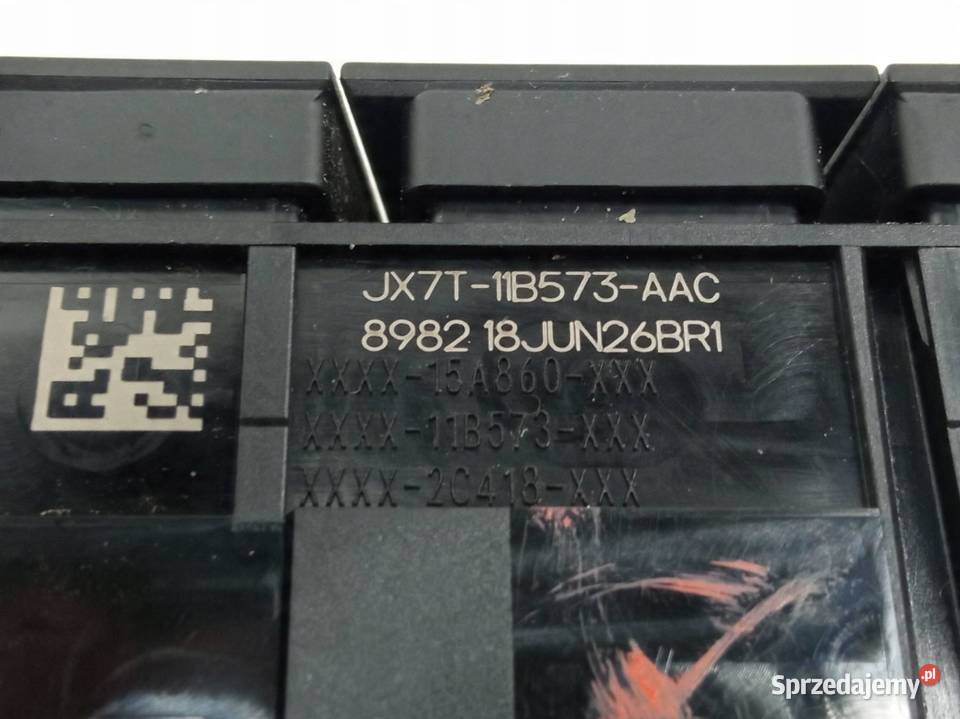 JX7T-11B573-AAC
8982 18JUN26BR1
XXXX-15A860-XXX
XXXX-11B573-XXX
XXXX-2C418-XXX
Sprzedajemy.pl